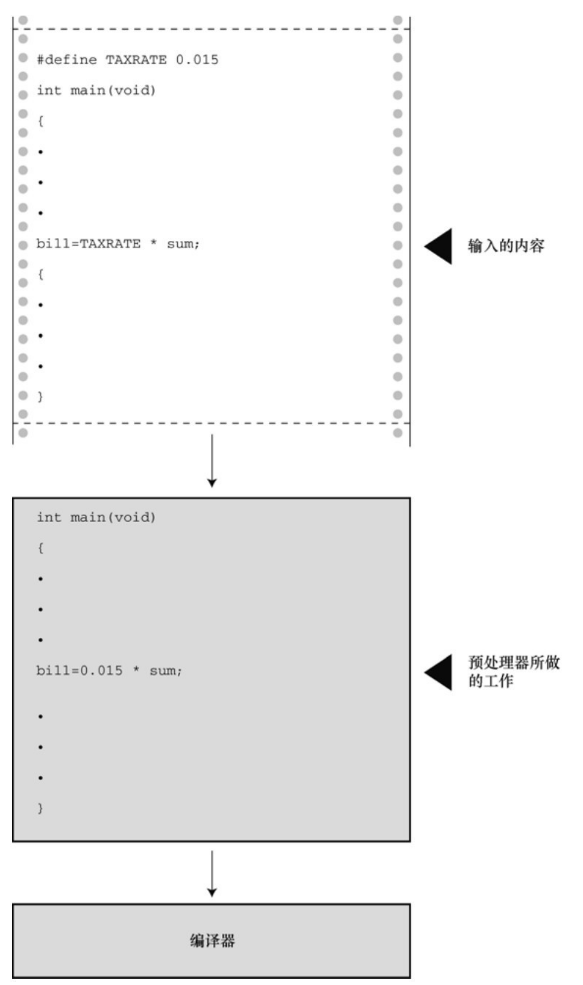 #define TAXRATE 0.015
int main(void)
{
•
•
•
bill=TAXRATE * sum;
{
•
•
•
}
输入的内容
int main(void)
{
•
•
•
bill=0.015 * sum;
•
•
•
}
预处理器所做
的工作
编译器